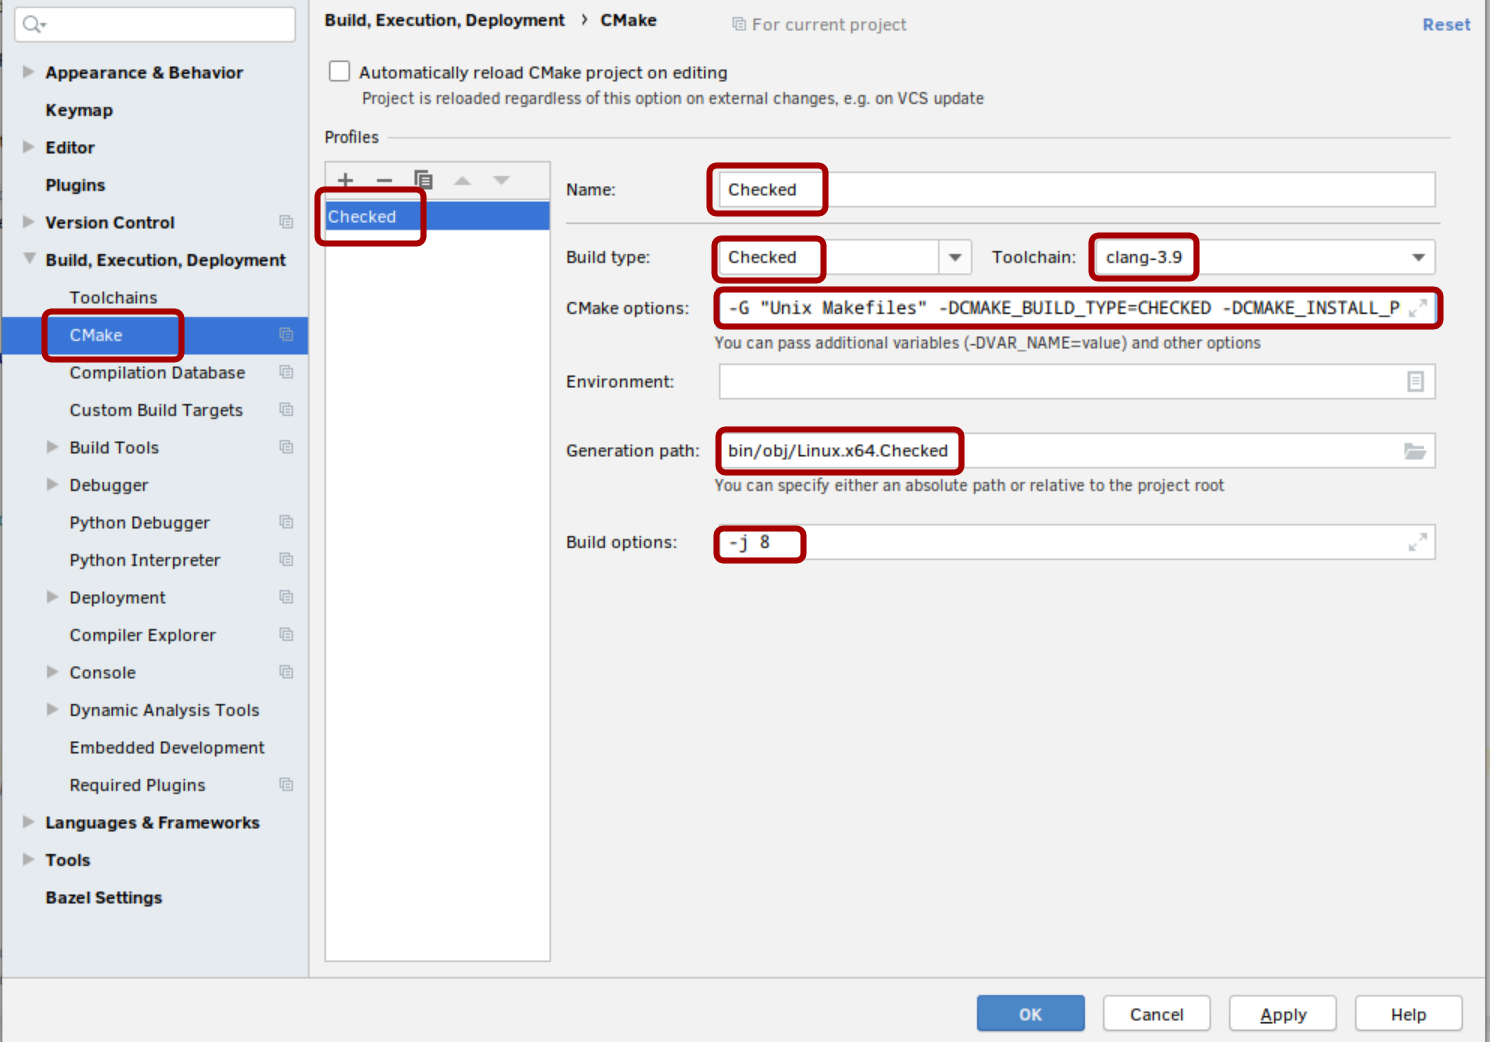 Build, Execution, Deployment › CMake
For current project
Reset
Appearance & Behavior
Keymap
Editor
Plugins
Version Control
Build, Execution, Deployment
Toolchains
CMake
Compilation Database
Custom Build Targets
Build Tools
Debugger
Python Debugger
Python Interpreter
Deployment
Compiler Explorer
Console
Dynamic Analysis Tools
Embedded Development
Required Plugins
Languages & Frameworks
Tools
Bazel Settings
Automatically reload CMake project on editing
Project is reloaded regardless of this option on external changes, e.g. on VCS update
Profiles
Checked
Name: Checked
Build type: Checked Toolchain: clang-3.9
CMake options: -G "Unix Makefiles" -DCMAKE_BUILD_TYPE=CHECKED -DCMAKE_INSTALL_P
You can pass additional variables (-DVAR_NAME=value) and other options
Environment:
Generation path: bin/obj/Linux.x64.Checked
You can specify either an absolute path or relative to the project root
Build options: -j 8
OK Cancel Apply Help